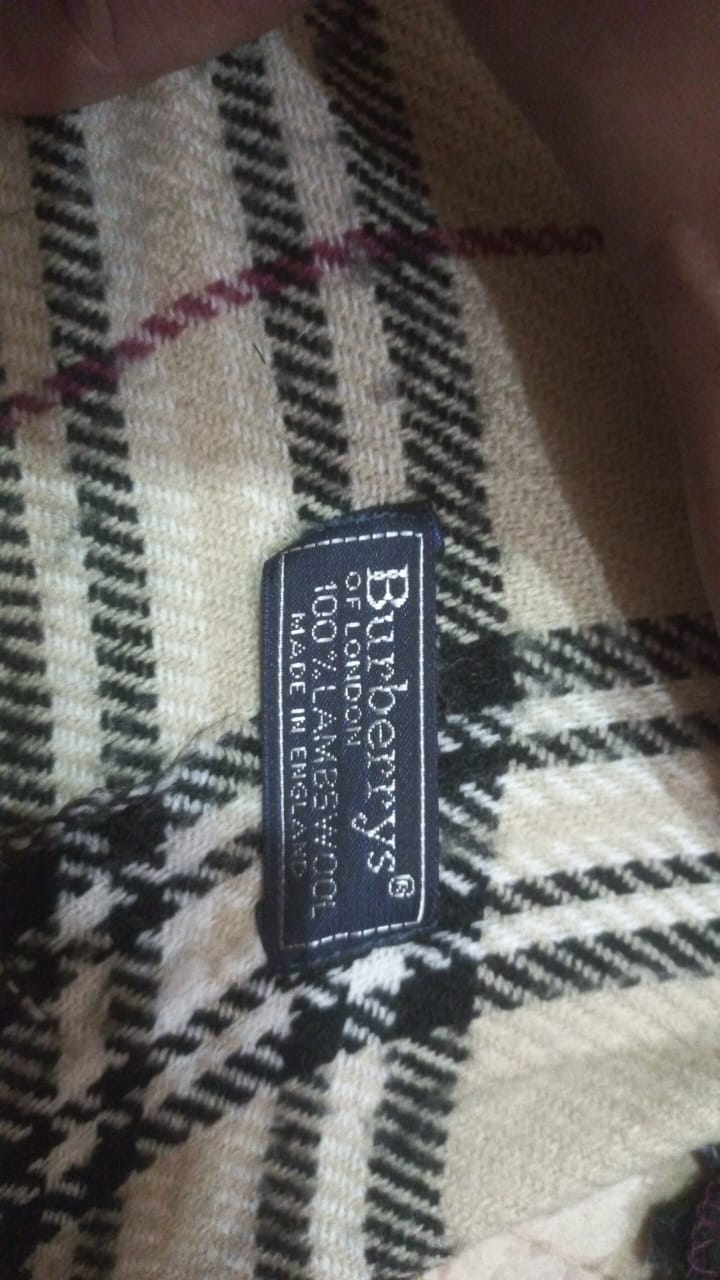 Burberrys®
OF LONDON
100% LAMBSWOOL
MADE IN ENGLAND